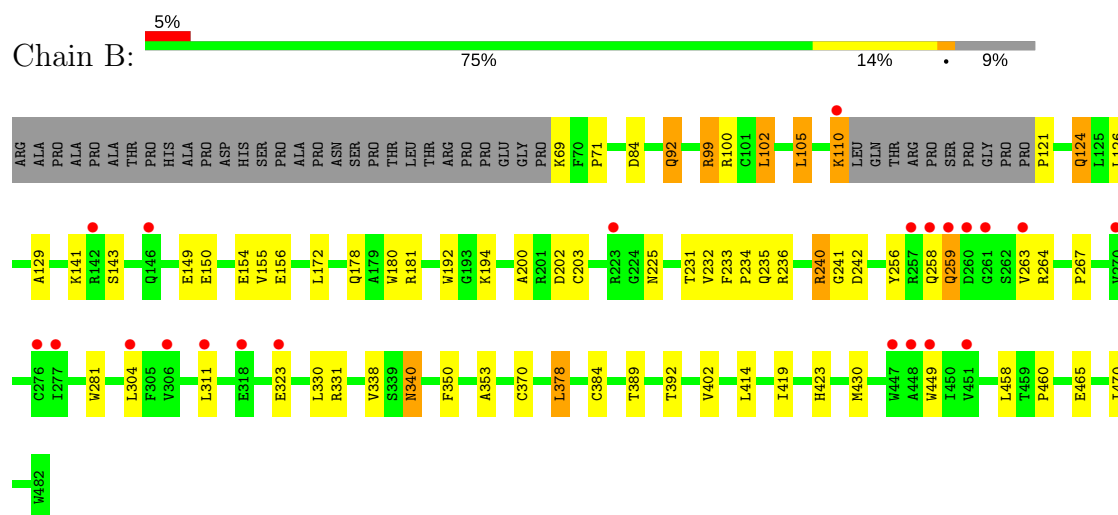 Chain B:
5%
75% 14% • 9%
ARG ALA PRO ALA PRO ALA THR PRO HIS ALA PRO ASP HIS SER PRO ALA PRO ASN SER PRO THR LEU THR ARG PRO PRO GLU GLY PRO K69 F70 P71 D84 Q92 R99 R100 C101 L102 L105 K110 LEU GLN THR ARG PRO SER PRO GLY PRO PRO P121 Q124 L125 L126
A129 K141 R142 S143 Q146 E149 E150 E154 V155 E156 L172 Q178 A179 W180 R181 W192 G193 K194 A200 R201 D202 C203 R223 G224 N225 T231 V232 F233 P234 Q235 R236 R240 G241 D242 Y256 R257 Q258 Q259 D260 G261 S262 V263 R264 P267
C276 I277 W281 L304 F305 V306 L311 E318 E323 L330 R331 V338 S339 N340 F350 A353 C370 L378 C384 T389 T392 V402 L414 I419 H423 M430 W447 A448 W449 I450 V451 L458 T459 P460 E465
W482